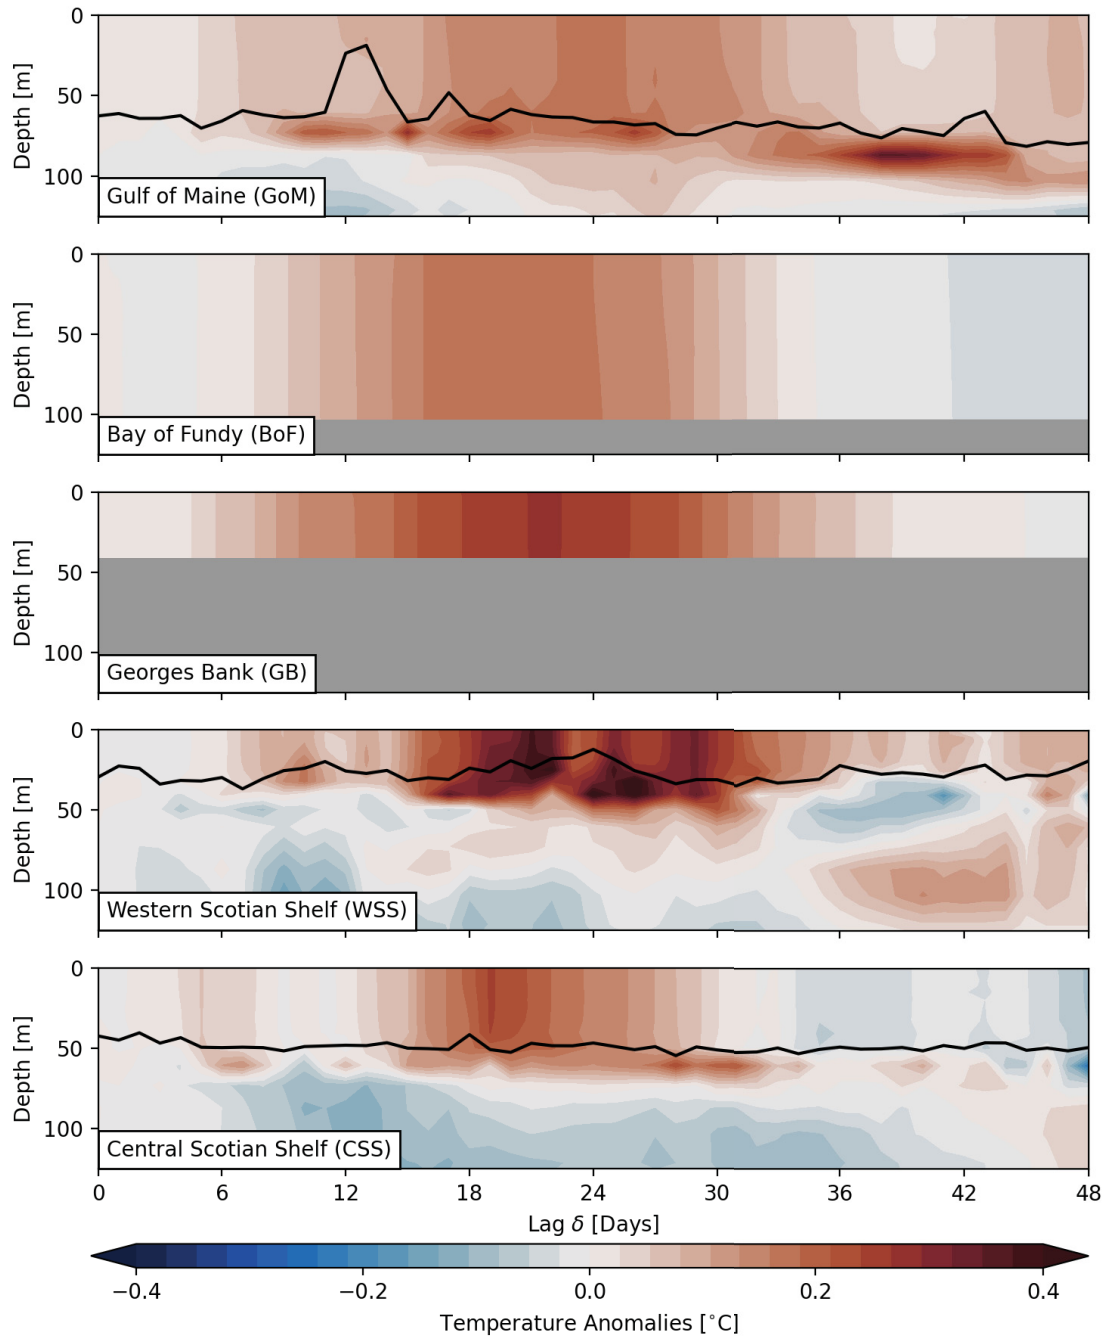 0
50
100
Depth [m]
Gulf of Maine (GoM)
0
50
100
Depth [m]
Bay of Fundy (BoF)
0
50
100
Depth [m]
Georges Bank (GB)
0
50
100
Depth [m]
Western Scotian Shelf (WSS)
0
50
100
Depth [m]
Central Scotian Shelf (CSS)
0 6 12 18 24 30 36 42 48
Lag δ [Days]
−0.4 −0.2 0.0 0.2 0.4
Temperature Anomalies [°C]